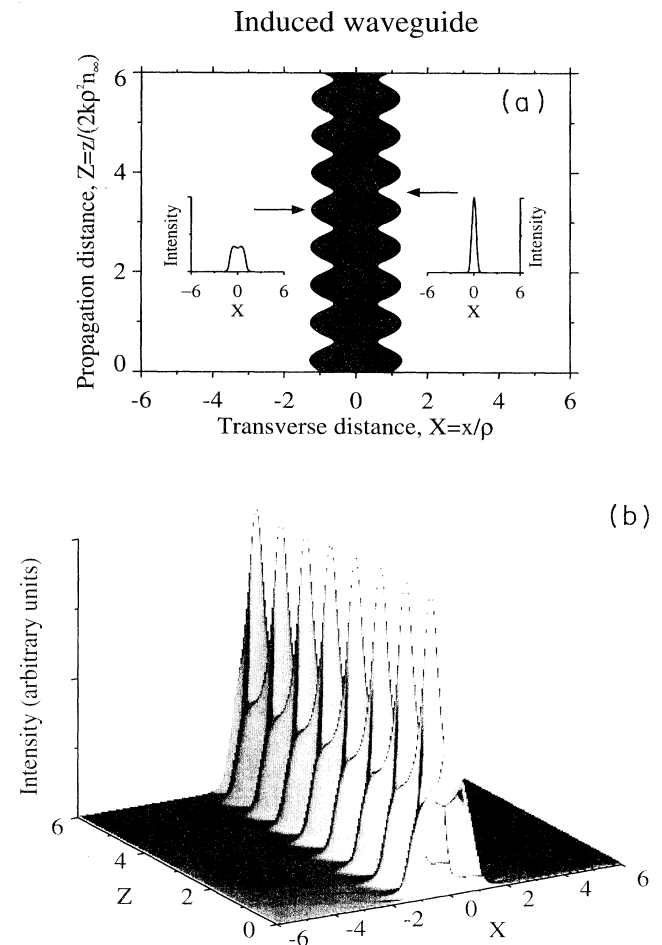 Induced waveguide
(a)
Propagation distance, Z=z/(2kρ²n∞)
6
4
2
0
Intensity
-6 0 6
X
Intensity
-6 0 6
X
-6 -4 -2 0 2 4 6
Transverse distance, X=x/ρ
(b)
Intensity (arbitrary units)
6
4
2
0
Z
-6
-4
-2
0
2
4
6
X